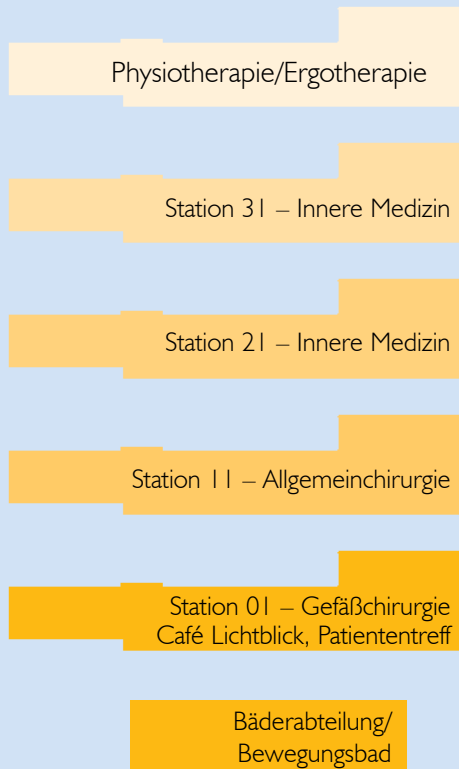 Physiotherapie/Ergotherapie
Station 31 – Innere Medizin
Station 21 – Innere Medizin
Station 11 – Allgemeinchirurgie
Station 01 – Gefäßchirurgie
Café Lichtblick, Patiententreff
Bäderabteilung/
Bewegungsbad